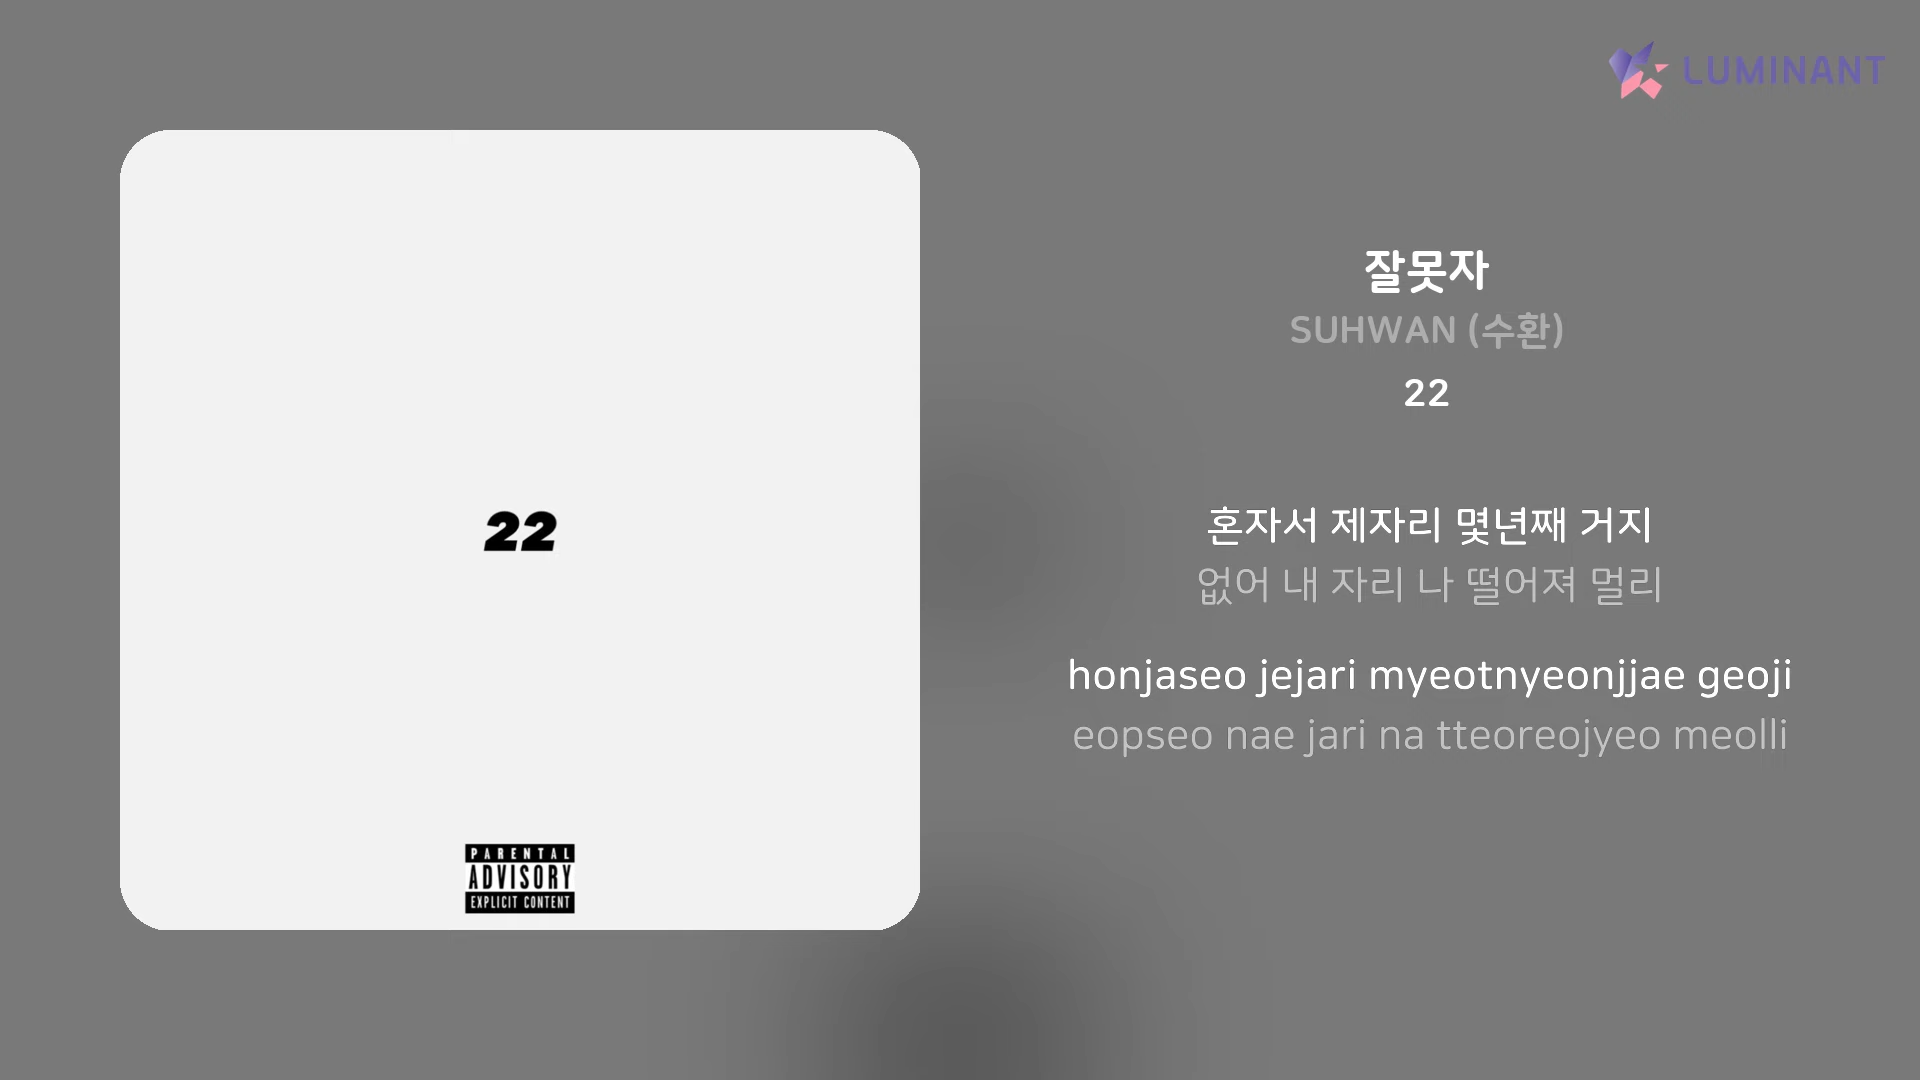 LUMINANT
22
PARENTAL
ADVISORY
EXPLICIT CONTENT
잘못자
SUHWAN (수환)
22
혼자서 제자리 몇년째 거지
없어 내 자리 나 떨어져 멀리
honjaseo jejari myeotnyeonjjae geoji
eopseo nae jari na tteoreojyeo meolli